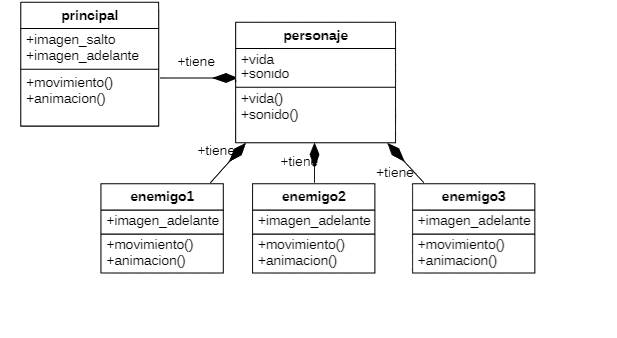 principal
+imagen_salto
+imagen_adelante
+movimiento()
+animacion()
+tiene
personaje
+vida
+sonido
+vida()
+sonido()
+tiene
+tiene
+tiene
enemigo1
+imagen_adelante
+movimiento()
+animacion()
enemigo2
+imagen_adelante
+movimiento()
+animacion()
enemigo3
+imagen_adelante
+movimiento()
+animacion()